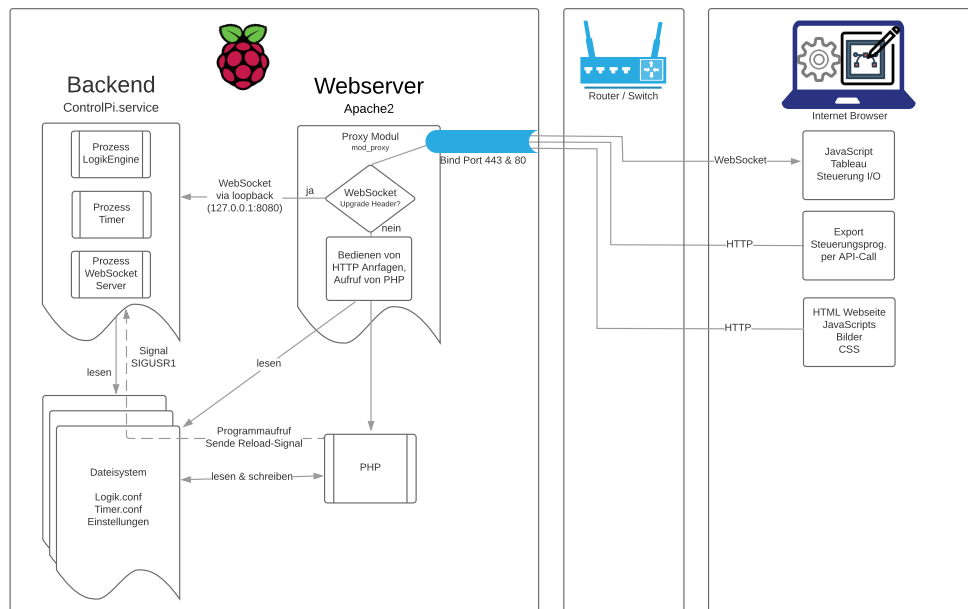 Backend
ControlPi.service
Prozess
LogikEngine
Prozess
Timer
Prozess
WebSocket
Server
WebSocket
via loopback
(127.0.0.1:8080)
ja
Webserver
Apache2
Proxy Modul
mod_proxy
Bind Port 443 & 80
WebSocket
Upgrade Header?
nein
Bedienen von
HTTP Anrfagen,
Aufruf von PHP
lesen
Signal
SIGUSR1
lesen
Programmaufruf
Sende Reload-Signal
lesen & schreiben
PHP
Dateisystem
Logik.conf
Timer.conf
Einstellungen
Router / Switch
Internet Browser
WebSocket
JavaScript
Tableau
Steuerung I/O
HTTP
Export
Steuerungsprog.
per API-Call
HTTP
HTML Webseite
JavaScripts
Bilder
CSS